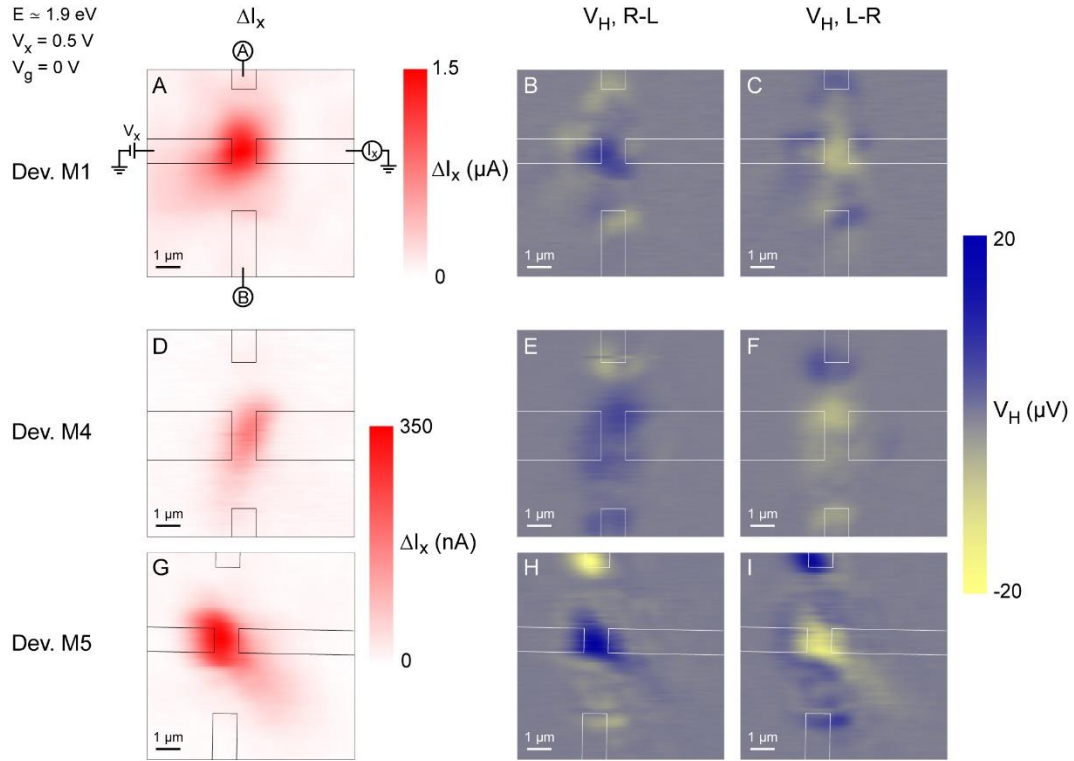 E ≃ 1.9 eV
V_x = 0.5 V
V_g = 0 V
ΔI_x
V_H, R-L
V_H, L-R
A
A
V_x
I_x
B
1 µm
1.5
ΔI_x (µA)
0
B
1 µm
C
1 µm
Dev. M1
D
1 µm
E
1 µm
F
1 µm
Dev. M4
350
ΔI_x (nA)
0
20
V_H (µV)
-20
G
1 µm
H
1 µm
I
1 µm
Dev. M5